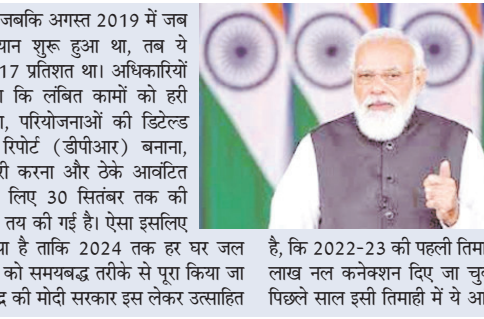 जबकि अगस्त 2019 में जब
यान शुरू हुआ था, तब ये
17 प्रतिशत था। अधिकारियों
कि लंबित कामों को हरी
परियोजनाओं की डिटेल्ड
रिपोर्ट (डीपीआर) बनाना,
री करना और ठेके आवंटित
लिए 30 सितंबर तक की
तय की गई है। ऐसा इसलिए
या है ताकि 2024 तक हर घर जल
को समयबद्ध तरीके से पूरा किया जा
द्र की मोदी सरकार इस लेकर उत्साहित
है, कि 2022-23 की पहली तिमा
लाख नल कनेक्शन दिए जा चु
पिछले साल इसी तिमाही में ये आ